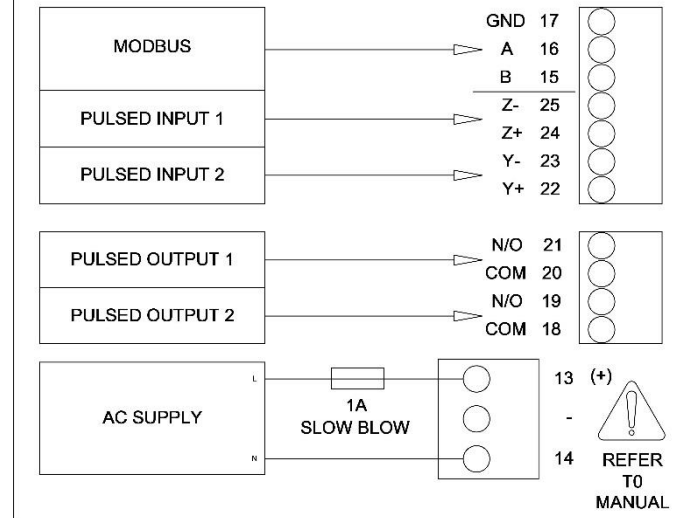 GND 17
MODBUS A 16
B 15
Z- 25
PULSED INPUT 1
Z+ 24
Y- 23
PULSED INPUT 2
Y+ 22
N/O 21
PULSED OUTPUT 1
COM 20
N/O 19
PULSED OUTPUT 2
COM 18
L 13 (+)
1A
AC SUPPLY SLOW BLOW -
N 14 REFER
T0
MANUAL